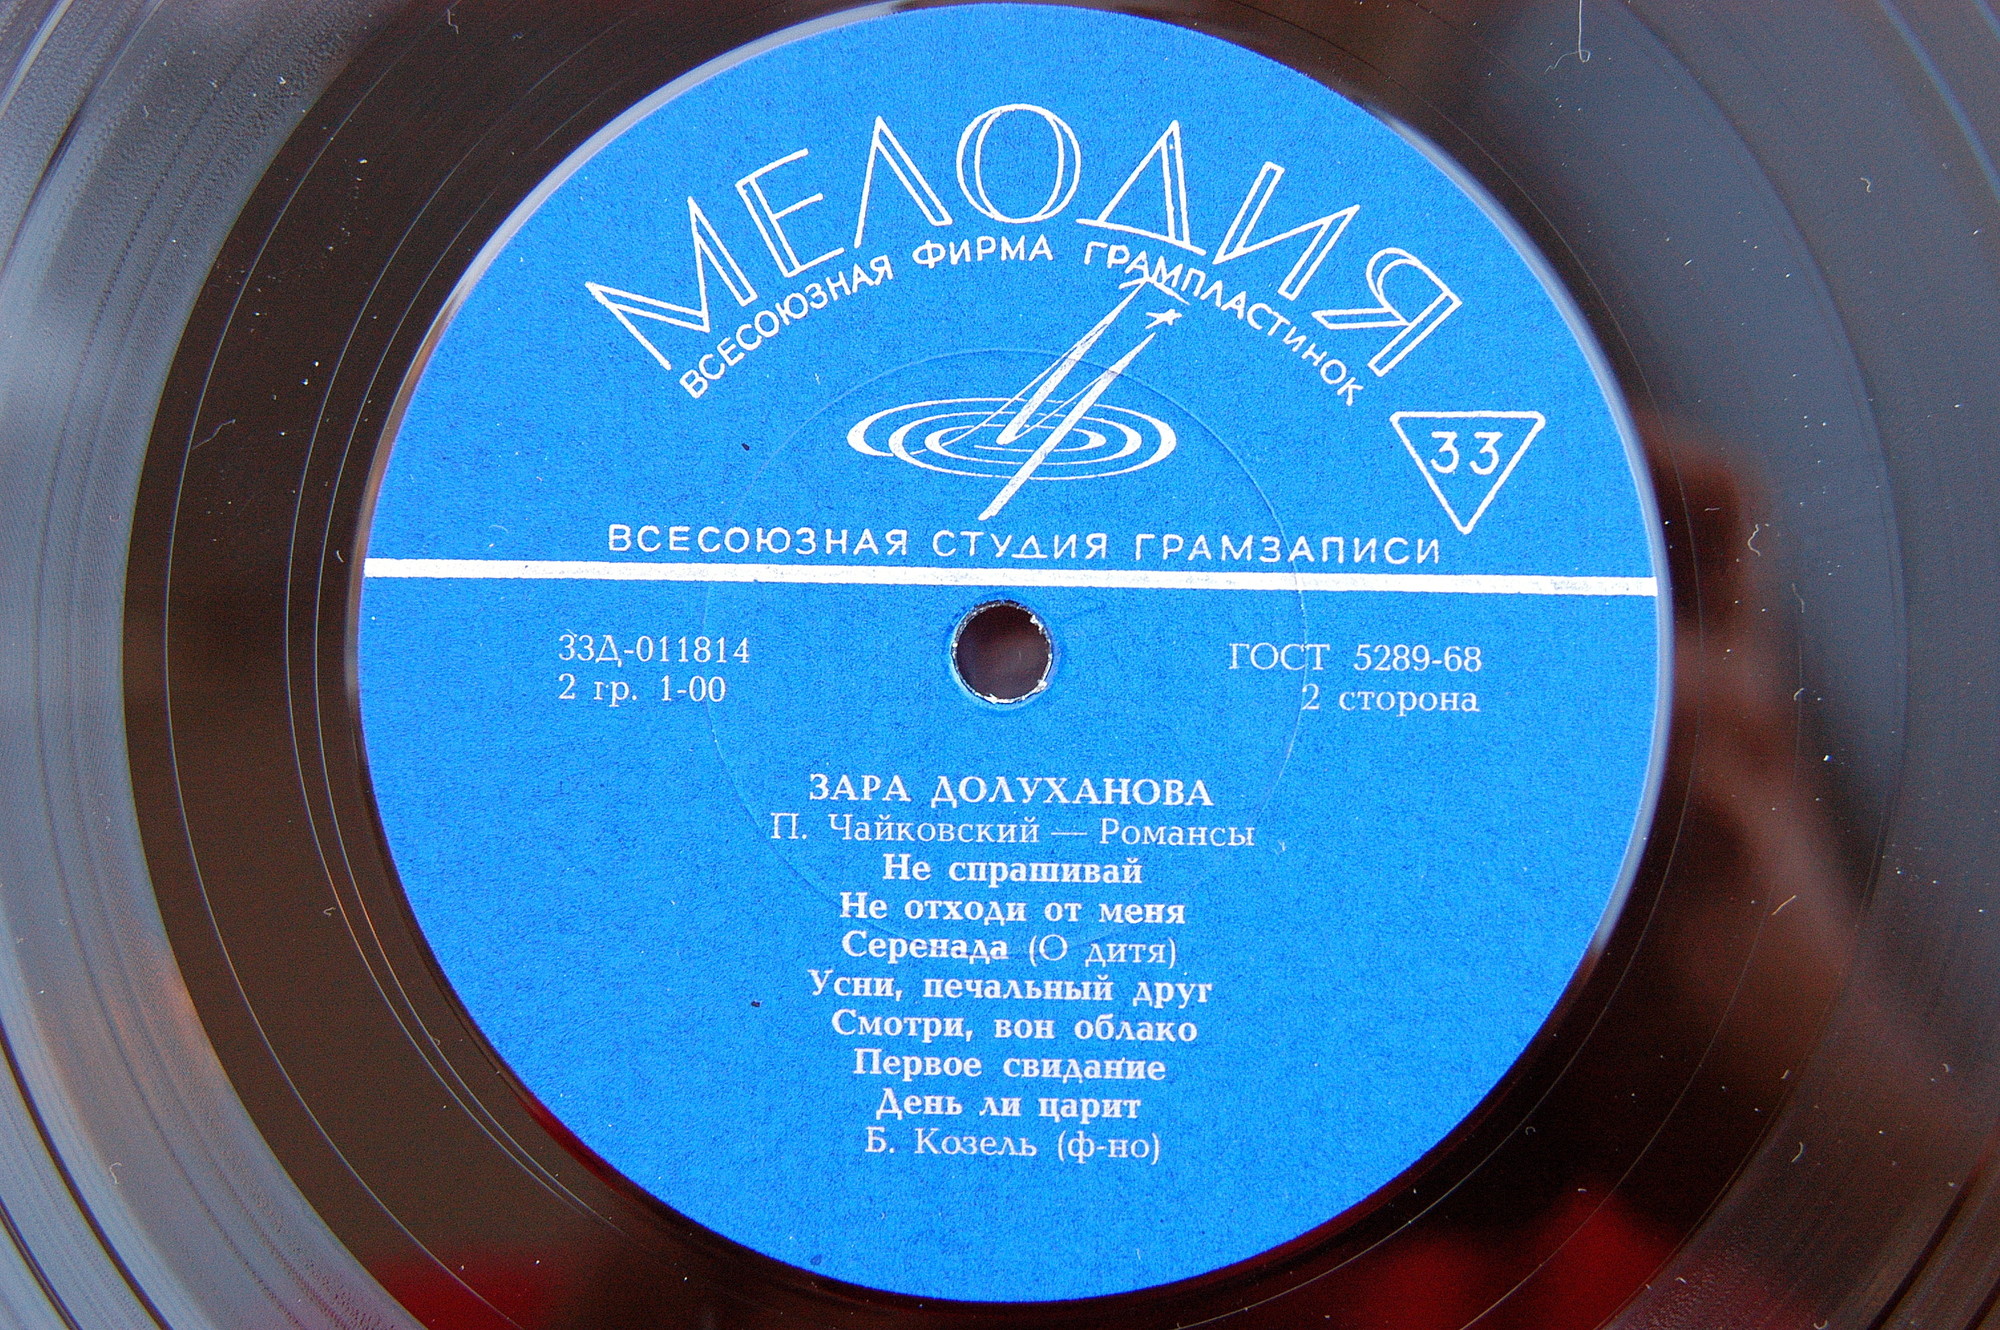 МЕЛОДИЯ
ВСЕСОЮЗНАЯ ФИРМА ГРАМПЛАСТИНОК
33
ВСЕСОЮЗНАЯ СТУДИЯ ГРАМЗАПИСИ
33Д-011814
2 гр. 1-00
ГОСТ 5289-68
2 сторона
ЗАРА ДОЛУХАНОВА
П. Чайковский — Романсы
Не спрашивай
Не отходи от меня
Серенада (О дитя)
Усни, печальный друг
Смотри, вон облако
Первое свидание
День ли царит
Б. Козель (ф-но)